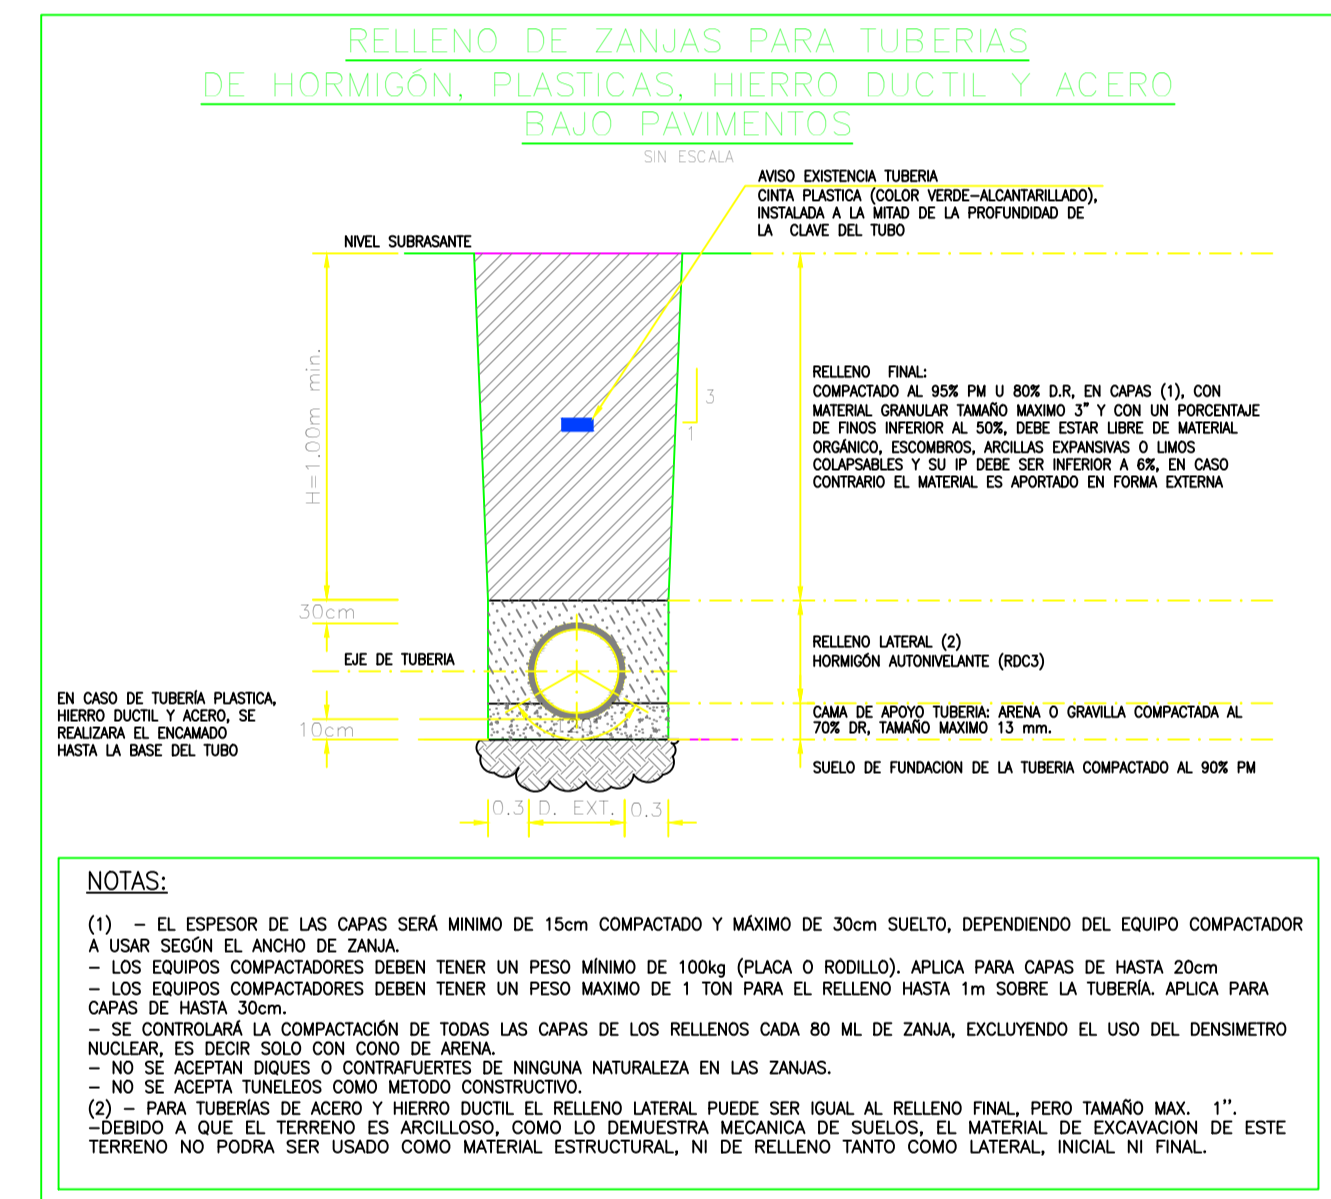 RELLENO DE ZANJAS PARA TUBERIAS
DE HORMIGÓN, PLASTICAS, HIERRO DUCTIL Y ACERO
BAJO PAVIMENTOS
SIN ESCALA
AVISO EXISTENCIA TUBERIA
CINTA PLASTICA (COLOR VERDE-ALCANTARILLADO),
INSTALADA A LA MITAD DE LA PROFUNDIDAD DE
LA CLAVE DEL TUBO
NIVEL SUBRASANTE
H=1.00m min.
3
1
RELLENO FINAL:
COMPACTADO AL 95% PM U 80% D.R, EN CAPAS (1), CON
MATERIAL GRANULAR TAMAÑO MAXIMO 3" Y CON UN PORCENTAJE
DE FINOS INFERIOR AL 50%, DEBE ESTAR LIBRE DE MATERIAL
ORGÁNICO, ESCOMBROS, ARCILLAS EXPANSIVAS O LIMOS
COLAPSABLES Y SU IP DEBE SER INFERIOR A 6%, EN CASO
CONTRARIO EL MATERIAL ES APORTADO EN FORMA EXTERNA
30cm
EJE DE TUBERIA
RELLENO LATERAL (2)
HORMIGÓN AUTONIVELANTE (RDC3)
EN CASO DE TUBERÍA PLASTICA,
HIERRO DUCTIL Y ACERO, SE
REALIZARA EL ENCAMADO
HASTA LA BASE DEL TUBO
10cm
CAMA DE APOYO TUBERIA: ARENA O GRAVILLA COMPACTADA AL
70% DR, TAMAÑO MAXIMO 13 mm.
SUELO DE FUNDACION DE LA TUBERIA COMPACTADO AL 90% PM
0.3 D. EXT. 0.3
NOTAS:
(1) - EL ESPESOR DE LAS CAPAS SERÁ MINIMO DE 15cm COMPACTADO Y MÁXIMO DE 30cm SUELTO, DEPENDIENDO DEL EQUIPO COMPACTADOR
A USAR SEGÚN EL ANCHO DE ZANJA.
- LOS EQUIPOS COMPACTADORES DEBEN TENER UN PESO MÍNIMO DE 100kg (PLACA O RODILLO). APLICA PARA CAPAS DE HASTA 20cm
- LOS EQUIPOS COMPACTADORES DEBEN TENER UN PESO MAXIMO DE 1 TON PARA EL RELLENO HASTA 1m SOBRE LA TUBERÍA. APLICA PARA
CAPAS DE HASTA 30cm.
- SE CONTROLARÁ LA COMPACTACIÓN DE TODAS LAS CAPAS DE LOS RELLENOS CADA 80 ML DE ZANJA, EXCLUYENDO EL USO DEL DENSIMETRO
NUCLEAR, ES DECIR SOLO CON CONO DE ARENA.
- NO SE ACEPTAN DIQUES O CONTRAFUERTES DE NINGUNA NATURALEZA EN LAS ZANJAS.
- NO SE ACEPTA TUNELEOS COMO METODO CONSTRUCTIVO.
(2) - PARA TUBERÍAS DE ACERO Y HIERRO DUCTIL EL RELLENO LATERAL PUEDE SER IGUAL AL RELLENO FINAL, PERO TAMAÑO MAX. 1''.
-DEBIDO A QUE EL TERRENO ES ARCILLOSO, COMO LO DEMUESTRA MECANICA DE SUELOS, EL MATERIAL DE EXCAVACION DE ESTE
TERRENO NO PODRA SER USADO COMO MATERIAL ESTRUCTURAL, NI DE RELLENO TANTO COMO LATERAL, INICIAL NI FINAL.